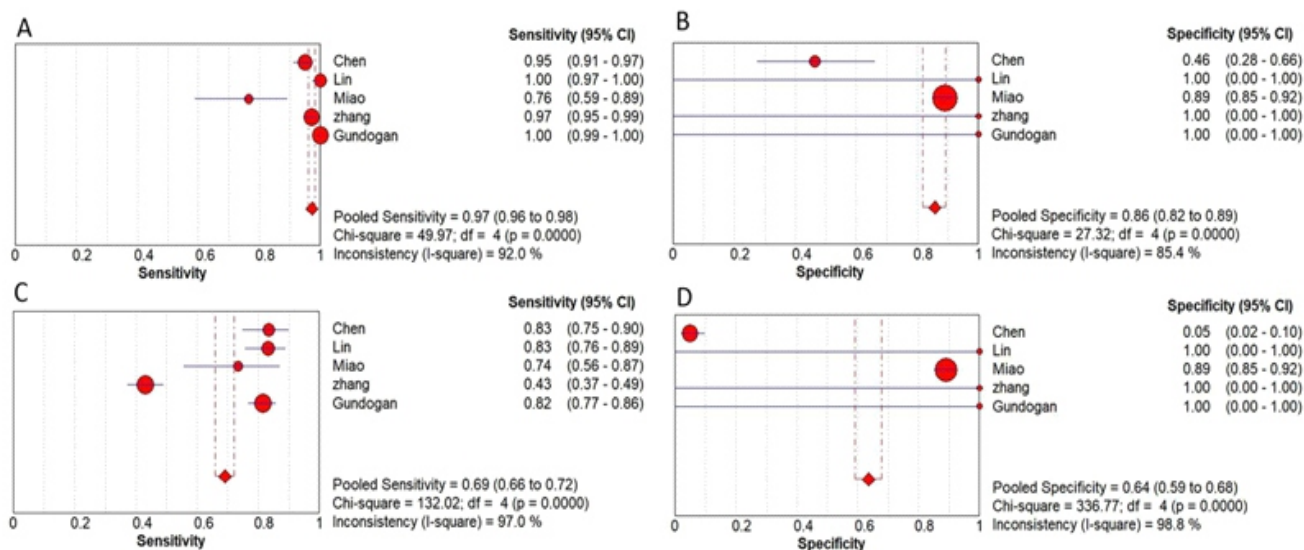 A
Sensitivity (95% CI)
Chen 0.95 (0.91 - 0.97)
Lin 1.00 (0.97 - 1.00)
Miao 0.76 (0.59 - 0.89)
zhang 0.97 (0.95 - 0.99)
Gundogan 1.00 (0.99 - 1.00)
Pooled Sensitivity = 0.97 (0.96 to 0.98)
Chi-square = 49.97; df = 4 (p = 0.0000)
Inconsistency (I-square) = 92.0 %
0 0.2 0.4 0.6 0.8 1
Sensitivity
B
Specificity (95% CI)
Chen 0.46 (0.28 - 0.66)
Lin 1.00 (0.00 - 1.00)
Miao 0.89 (0.85 - 0.92)
zhang 1.00 (0.00 - 1.00)
Gundogan 1.00 (0.00 - 1.00)
Pooled Specificity = 0.86 (0.82 to 0.89)
Chi-square = 27.32; df = 4 (p = 0.0000)
Inconsistency (I-square) = 85.4 %
0 0.2 0.4 0.6 0.8 1
Specificity
C
Sensitivity (95% CI)
Chen 0.83 (0.75 - 0.90)
Lin 0.83 (0.76 - 0.89)
Miao 0.74 (0.56 - 0.87)
zhang 0.43 (0.37 - 0.49)
Gundogan 0.82 (0.77 - 0.86)
Pooled Sensitivity = 0.69 (0.66 to 0.72)
Chi-square = 132.02; df = 4 (p = 0.0000)
Inconsistency (I-square) = 97.0 %
0 0.2 0.4 0.6 0.8 1
Sensitivity
D
Specificity (95% CI)
Chen 0.05 (0.02 - 0.10)
Lin 1.00 (0.00 - 1.00)
Miao 0.89 (0.85 - 0.92)
zhang 1.00 (0.00 - 1.00)
Gundogan 1.00 (0.00 - 1.00)
Pooled Specificity = 0.64 (0.59 to 0.68)
Chi-square = 336.77; df = 4 (p = 0.0000)
Inconsistency (I-square) = 98.8 %
0 0.2 0.4 0.6 0.8 1
Specificity